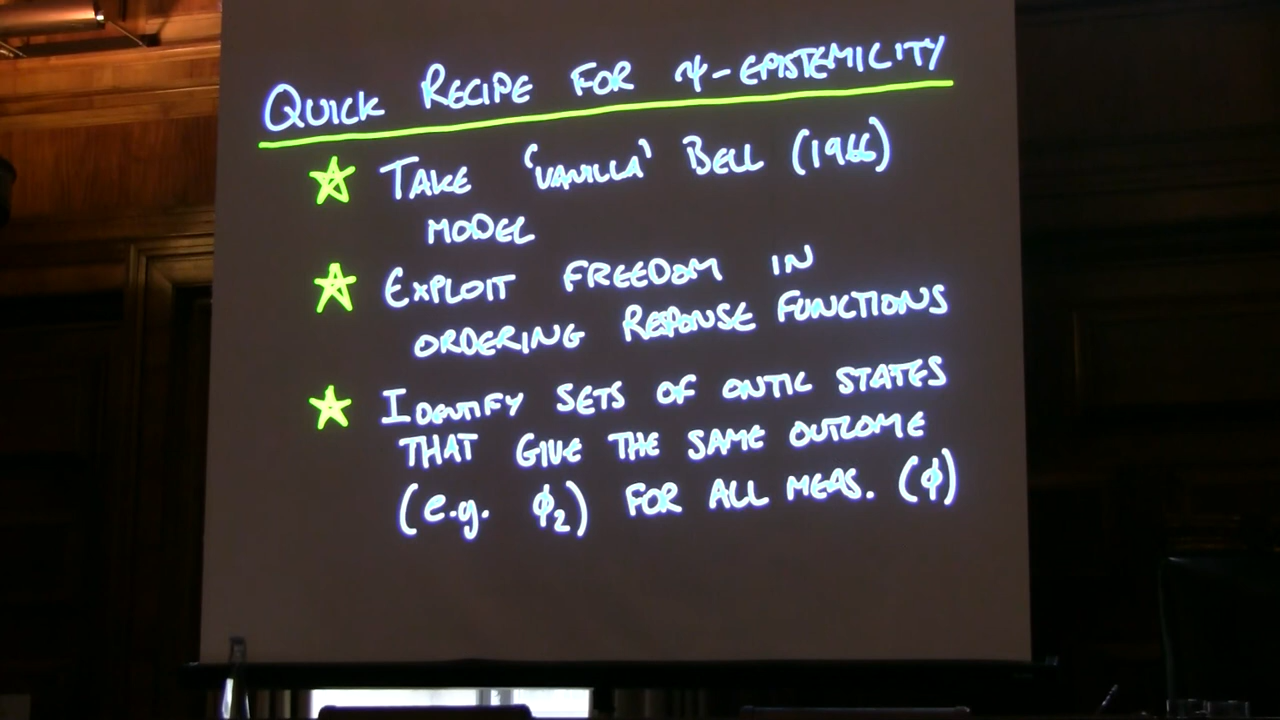 QUICK RECIPE FOR ψ-EPISTEMICITY
TAKE 'VANILLA' BELL (1966)
MODEL
EXPLOIT FREEDOM IN
ORDERING RESPONSE FUNCTIONS
IDENTIFY SETS OF ONTIC STATES
THAT GIVE THE SAME OUTCOME
(e.g. ϕ₂) FOR ALL MEAS. (ϕ)